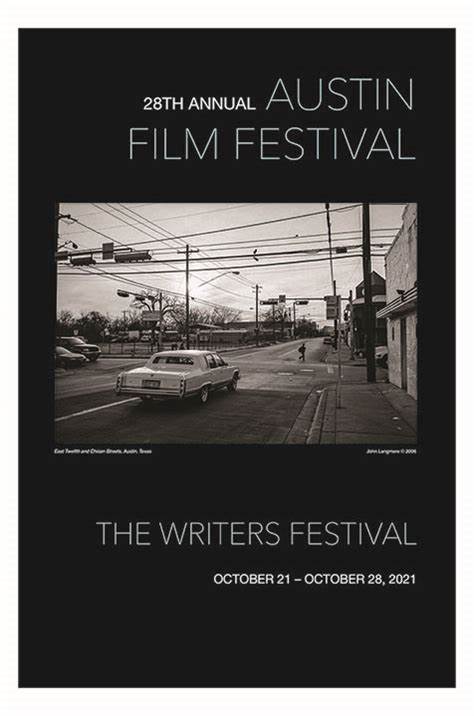 28TH ANNUAL AUSTIN
FILM FESTIVAL
East Twelfth and Chicon Streets, Austin, Texas
John Langmore © 2006
THE WRITERS FESTIVAL
OCTOBER 21 – OCTOBER 28, 2021